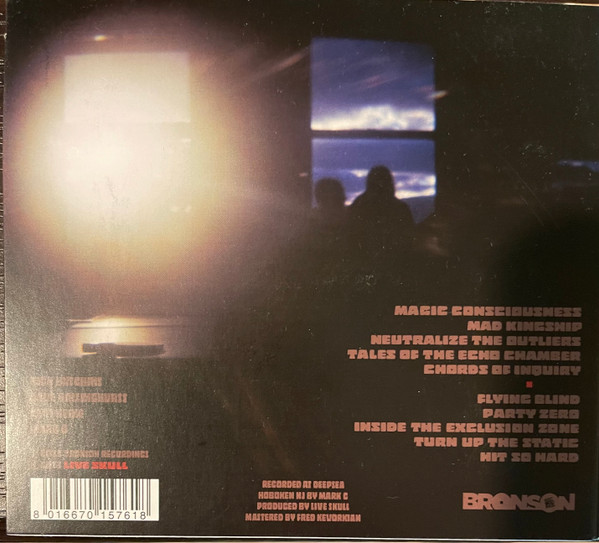 MAGIC CONSCIOUSNESS
MAD KINGSHIP
NEUTRALIZE THE OUTLIERS
TALES OF THE ECHO CHAMBER
CHORDS OF INQUIRY
FLYING BLIND
PARTY ZERO
INSIDE THE EXCLUSION ZONE
TURN UP THE STATIC
HIT SO HARD
RECORDINGS
LIVE SKULL
8 016670 157618
RECORDED AT DEEPSEA
HOBOKEN NJ BY MARK C
PRODUCED BY LIVE SKULL
MASTERED BY FRED KEVORKIAN
BRONSON